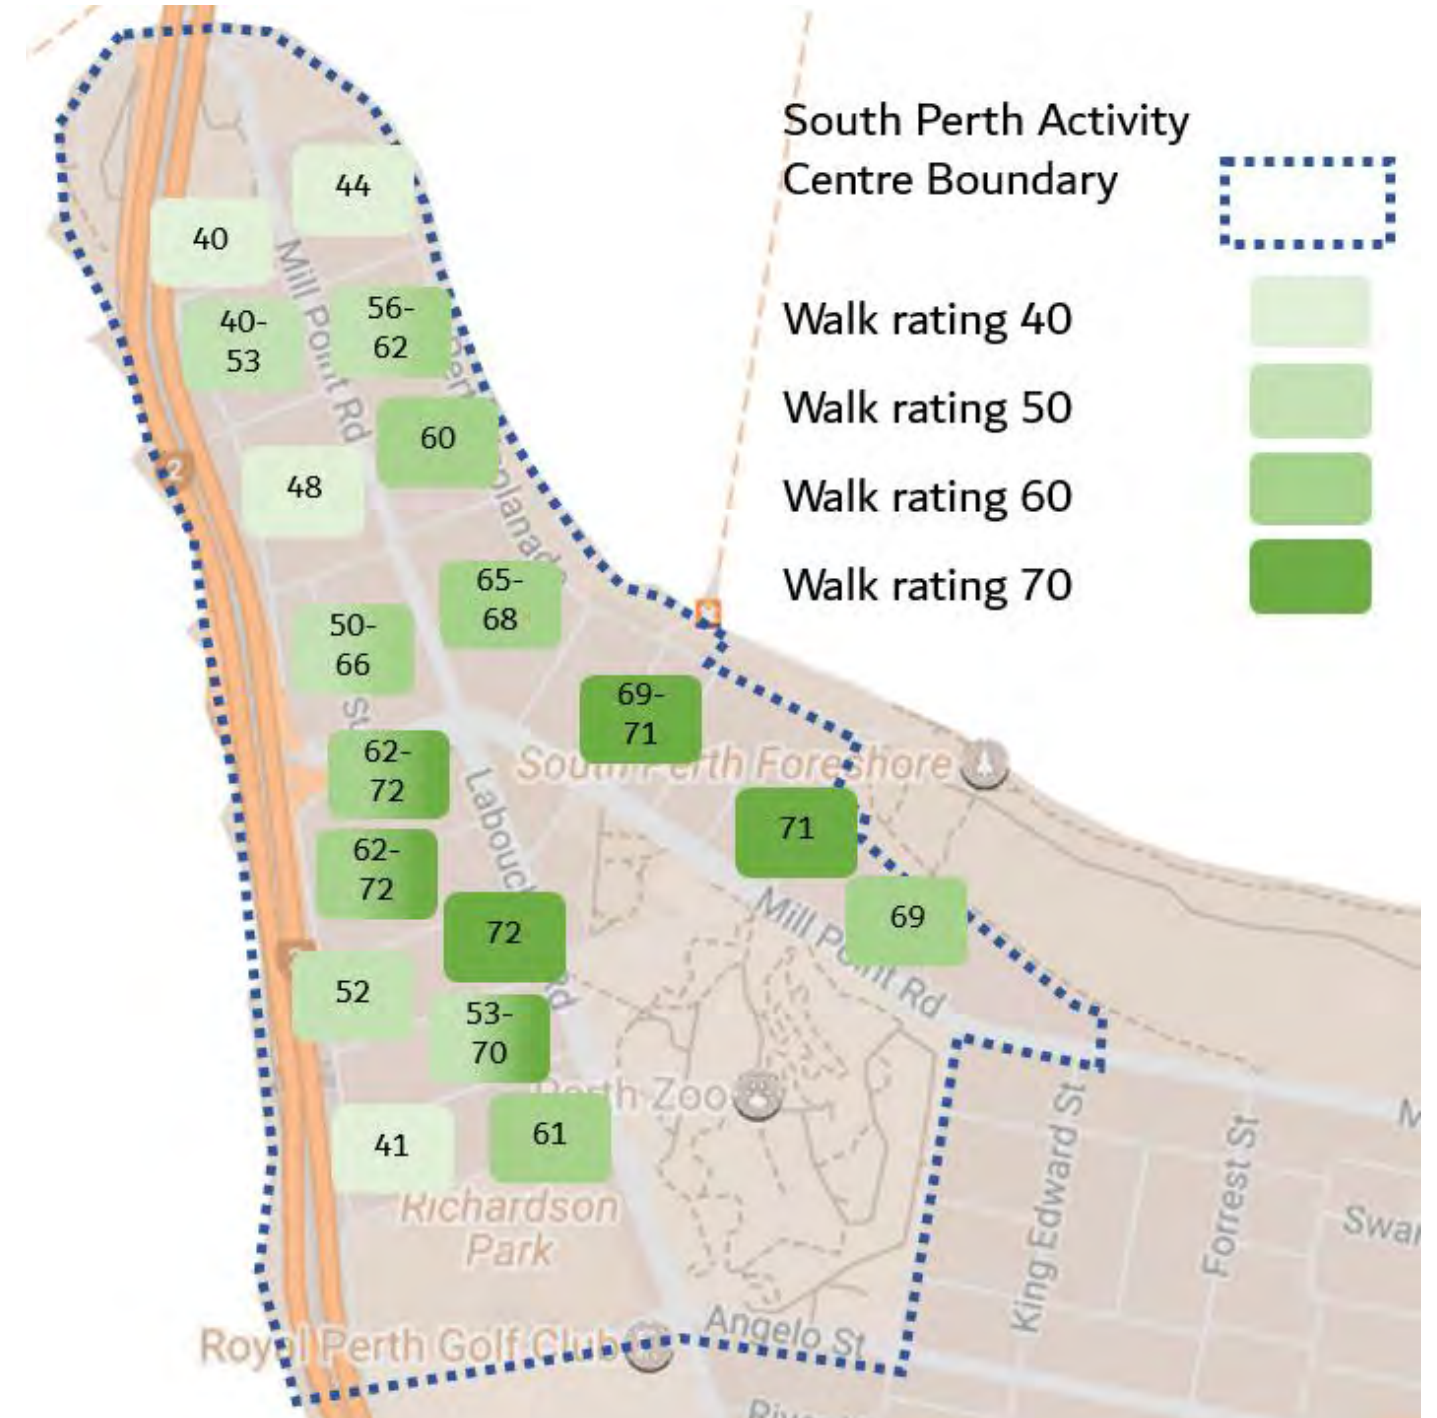 South Perth Activity
Centre Boundary
Walk rating 40
Walk rating 50
Walk rating 60
Walk rating 70
44
40
Mill Point Rd
40-
53
56-
62
60
2
48
65-
68
50-
66
St
69-
71
South Perth Foreshore
62-
72
71
62-
72
Mill Point Rd
69
72
52
53-
70
Perth Zoo
41
61
Richardson
Park
King Edward St
Forrest St
Swan
Royal Perth Golf Club
Angelo St
M